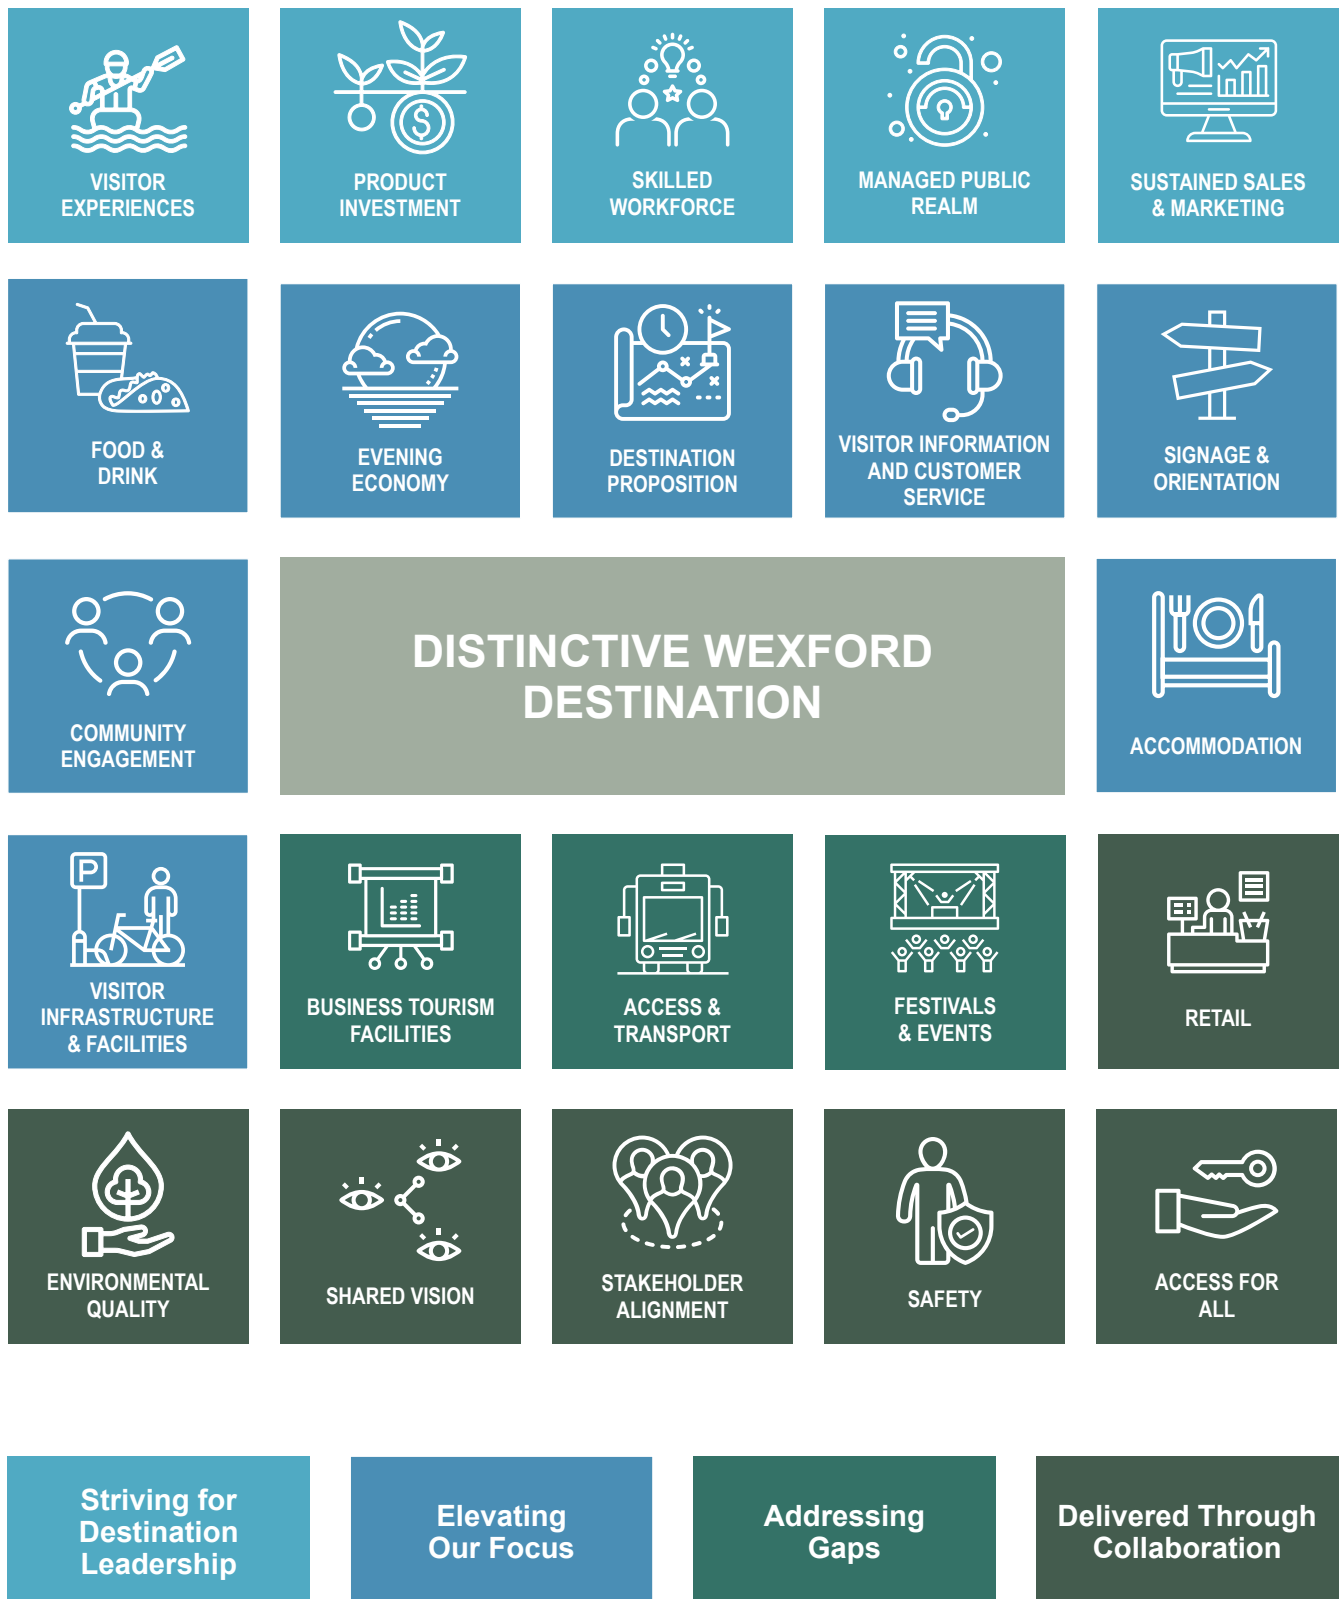 VISITOR
EXPERIENCES
PRODUCT
INVESTMENT
$
SKILLED
WORKFORCE
MANAGED PUBLIC
REALM
SUSTAINED SALES
& MARKETING
FOOD &
DRINK
EVENING
ECONOMY
DESTINATION
PROPOSITION
VISITOR INFORMATION
AND CUSTOMER
SERVICE
SIGNAGE &
ORIENTATION
COMMUNITY
ENGAGEMENT
DISTINCTIVE WEXFORD
DESTINATION
ACCOMMODATION
P
VISITOR
INFRASTRUCTURE
& FACILITIES
BUSINESS TOURISM
FACILITIES
ACCESS &
TRANSPORT
FESTIVALS
& EVENTS
RETAIL
ENVIRONMENTAL
QUALITY
SHARED VISION
STAKEHOLDER
ALIGNMENT
SAFETY
ACCESS FOR
ALL
Striving for
Destination
Leadership
Elevating
Our Focus
Addressing
Gaps
Delivered Through
Collaboration